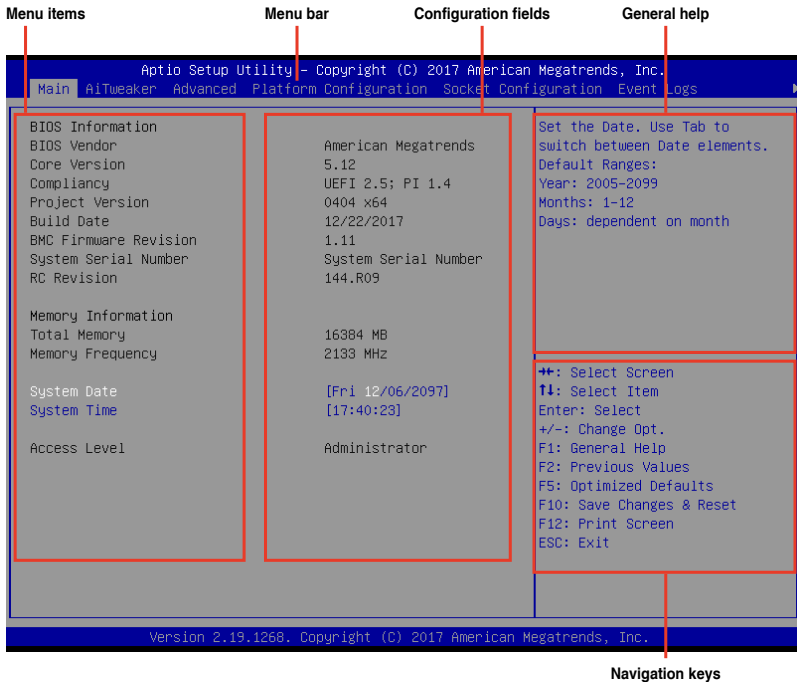 Menu items Menu bar Configuration fields General help
Aptio Setup Utility – Copyright (C) 2017 American Megatrends, Inc.
Main AiTweaker Advanced Platform Configuration Socket Configuration Event Logs
BIOS Information
BIOS Vendor American Megatrends
Core Version 5.12
Compliancy UEFI 2.5; PI 1.4
Project Version 0404 x64
Build Date 12/22/2017
BMC Firmware Revision 1.11
System Serial Number System Serial Number
RC Revision 144.R09
Memory Information
Total Memory 16384 MB
Memory Frequency 2133 MHz
System Date [Fri 12/06/2097]
System Time [17:40:23]
Access Level Administrator
Set the Date. Use Tab to
switch between Date elements.
Default Ranges:
Year: 2005-2099
Months: 1-12
Days: dependent on month
→←: Select Screen
↑↓: Select Item
Enter: Select
+/-: Change Opt.
F1: General Help
F2: Previous Values
F5: Optimized Defaults
F10: Save Changes & Reset
F12: Print Screen
ESC: Exit
Version 2.19.1268. Copyright (C) 2017 American Megatrends, Inc.
Navigation keys